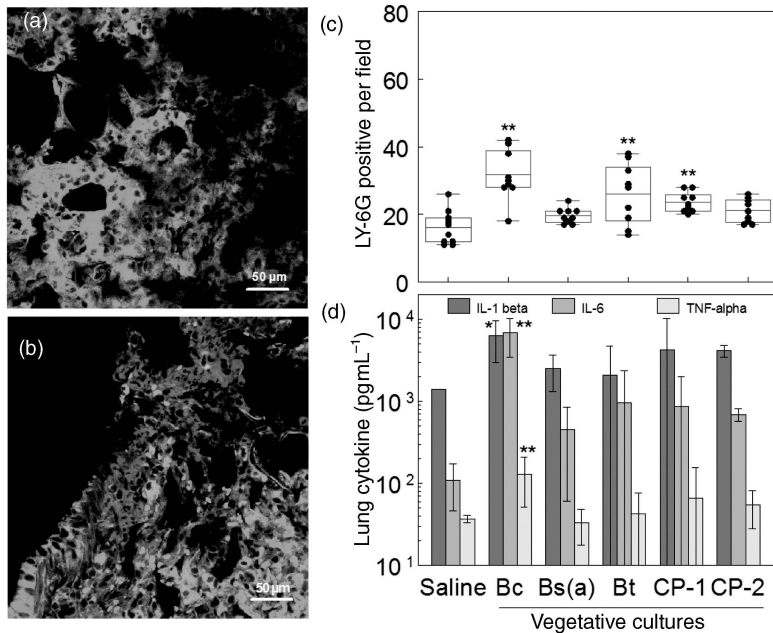 (a)
50 µm
(b)
50 µm
(c)
LY-6G positive per field
80
60
40
20
0
**
**
**
(d)
IL-1 beta
IL-6
TNF-alpha
Lung cytokine (pgmL⁻¹)
10⁴
10³
10²
10¹
*
**
**
Saline
Bc
Bs(a)
Bt
CP-1
CP-2
Vegetative cultures